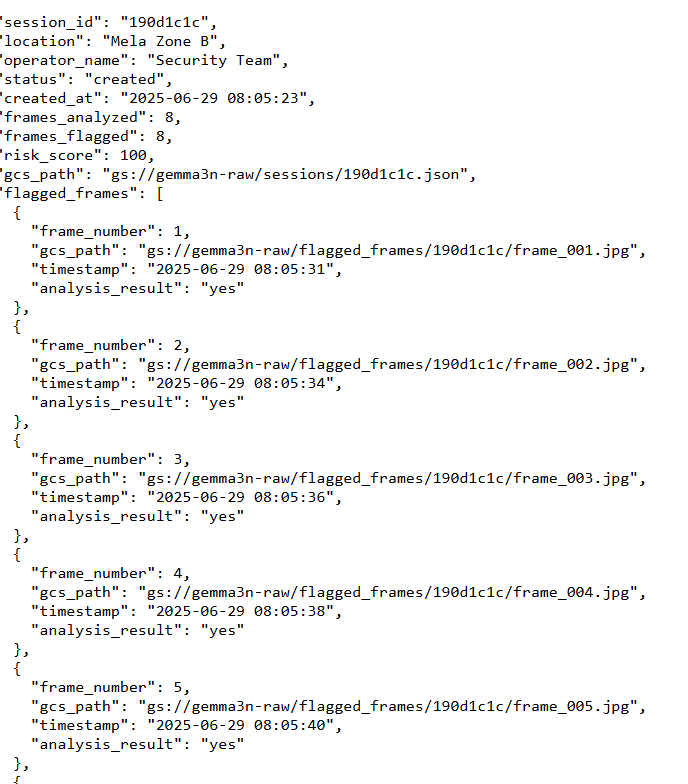 "session_id": "190d1c1c",
"location": "Mela Zone B",
"operator_name": "Security Team",
"status": "created",
"created_at": "2025-06-29 08:05:23",
"frames_analyzed": 8,
"frames_flagged": 8,
"risk_score": 100,
"gcs_path": "gs://gemma3n-raw/sessions/190d1c1c.json",
"flagged_frames": [
{
"frame_number": 1,
"gcs_path": "gs://gemma3n-raw/flagged_frames/190d1c1c/frame_001.jpg",
"timestamp": "2025-06-29 08:05:31",
"analysis_result": "yes"
},
{
"frame_number": 2,
"gcs_path": "gs://gemma3n-raw/flagged_frames/190d1c1c/frame_002.jpg",
"timestamp": "2025-06-29 08:05:34",
"analysis_result": "yes"
},
{
"frame_number": 3,
"gcs_path": "gs://gemma3n-raw/flagged_frames/190d1c1c/frame_003.jpg",
"timestamp": "2025-06-29 08:05:36",
"analysis_result": "yes"
},
{
"frame_number": 4,
"gcs_path": "gs://gemma3n-raw/flagged_frames/190d1c1c/frame_004.jpg",
"timestamp": "2025-06-29 08:05:38",
"analysis_result": "yes"
},
{
"frame_number": 5,
"gcs_path": "gs://gemma3n-raw/flagged_frames/190d1c1c/frame_005.jpg",
"timestamp": "2025-06-29 08:05:40",
"analysis_result": "yes"
},
{